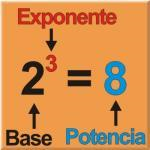 Exponente
2³ = 8
Base Potencia